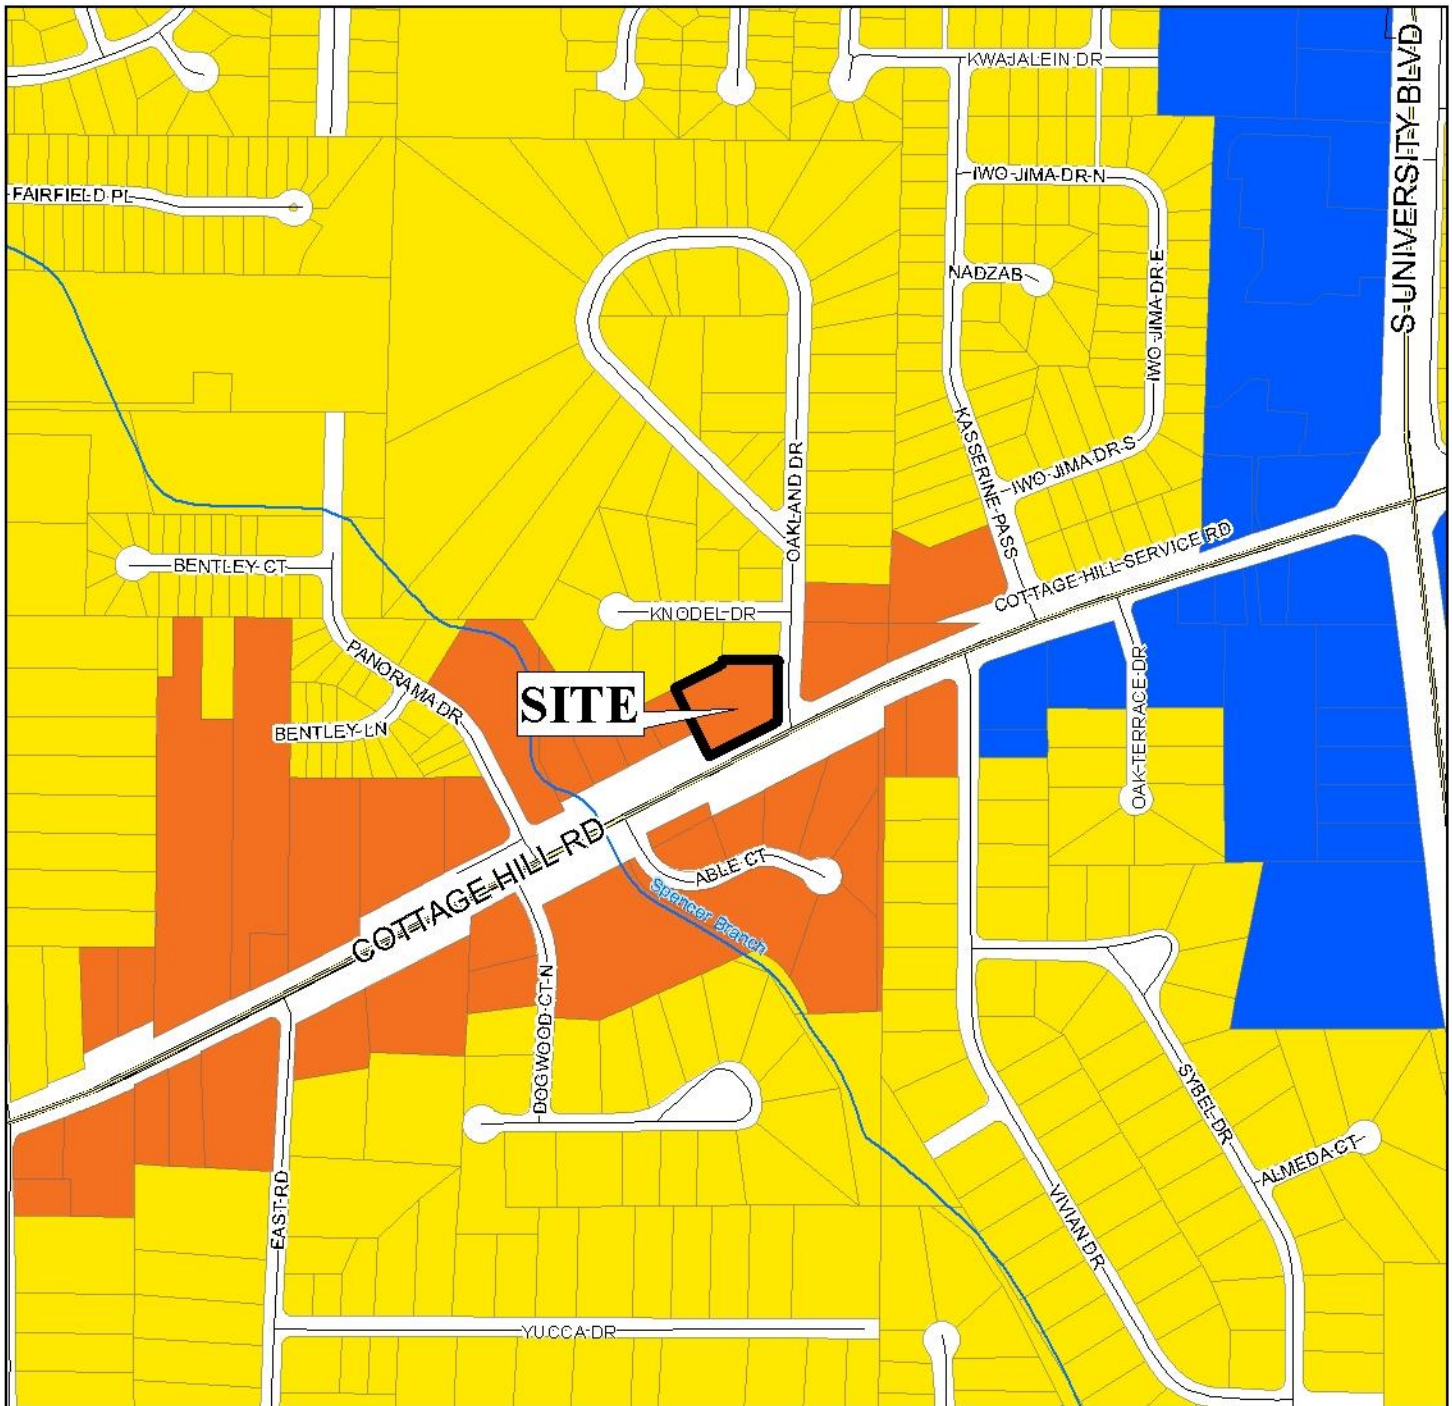 KWAJALEIN DR
S UNIVERSITY BLVD
IWO JIMA DR N
FAIRFIELD PL
NADZAB
IWO JIMA DR E
KASSERINE PASS
IWO JIMA DR S
OAKLAND DR
COTTAGE HILL SERVICE RD
BENTLEY CT
KNODEL DR
PANORAMA DR
SITE
BENTLEY LN
OAK TERRACE DR
COTTAGE HILL RD
ABLE CT
Spencer Branch
DOGWOOD CT N
SYBEL DR
ALMEDA CT
EAST RD
VIVIAN DR
YUCCA DR